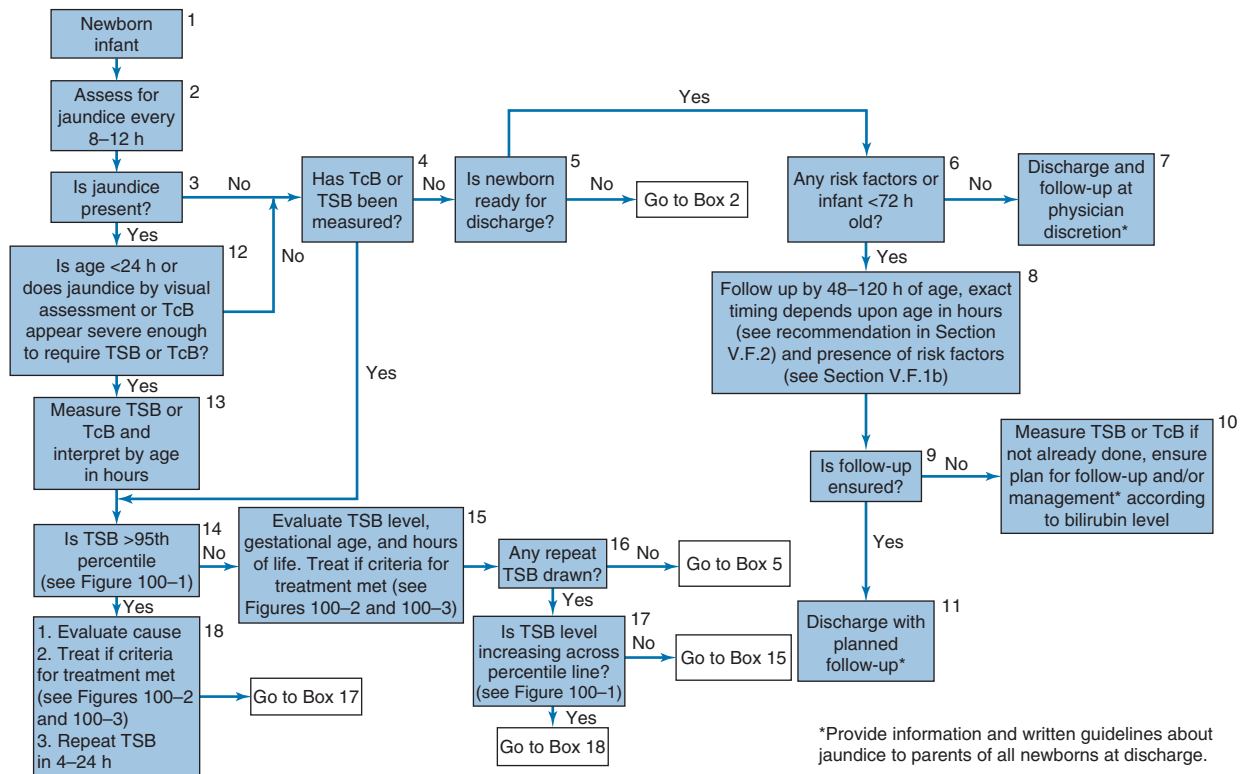 Newborn
infant
1
Assess for
jaundice every
8–12 h
2
Is jaundice
present?
3
No
Yes
Is age <24 h or
does jaundice by visual
assessment or TcB
appear severe enough
to require TSB or TcB?
12
No
Yes
Measure TSB or
TcB and
interpret by age
in hours
13
Has TcB or
TSB been
measured?
4
No
Yes
Is newborn
ready for
discharge?
5
No
Go to Box 2
Yes
Any risk factors or
infant <72 h
old?
6
No
Discharge and
follow-up at
physician
discretion*
7
Yes
Follow up by 48–120 h of age, exact
timing depends upon age in hours
(see recommendation in Section
V.F.2) and presence of risk factors
(see Section V.F.1b)
8
Is follow-up
ensured?
9
No
Measure TSB or TcB if
not already done, ensure
plan for follow-up and/or
management* according
to bilirubin level
10
Yes
Discharge with
planned
follow-up*
11
Is TSB >95th
percentile
(see Figure 100–1)
14
No
Evaluate TSB level,
gestational age, and hours
of life. Treat if criteria for
treatment met (see
Figures 100–2 and 100–3)
15
Any repeat
TSB drawn?
16
No
Go to Box 5
Yes
Is TSB level
increasing across
percentile line?
(see Figure 100–1)
17
No
Go to Box 15
Yes
Go to Box 18
Yes
1. Evaluate cause
2. Treat if criteria
for treatment met
(see Figures 100–2
and 100–3)
3. Repeat TSB
in 4–24 h
18
Go to Box 17
*Provide information and written guidelines about
jaundice to parents of all newborns at discharge.